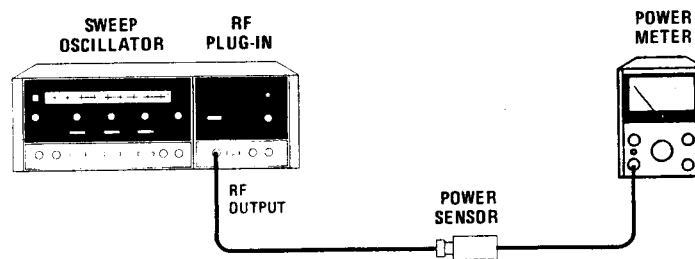 SWEEP
OSCILLATOR
RF
PLUG-IN
POWER
METER
RF
OUTPUT
POWER
SENSOR